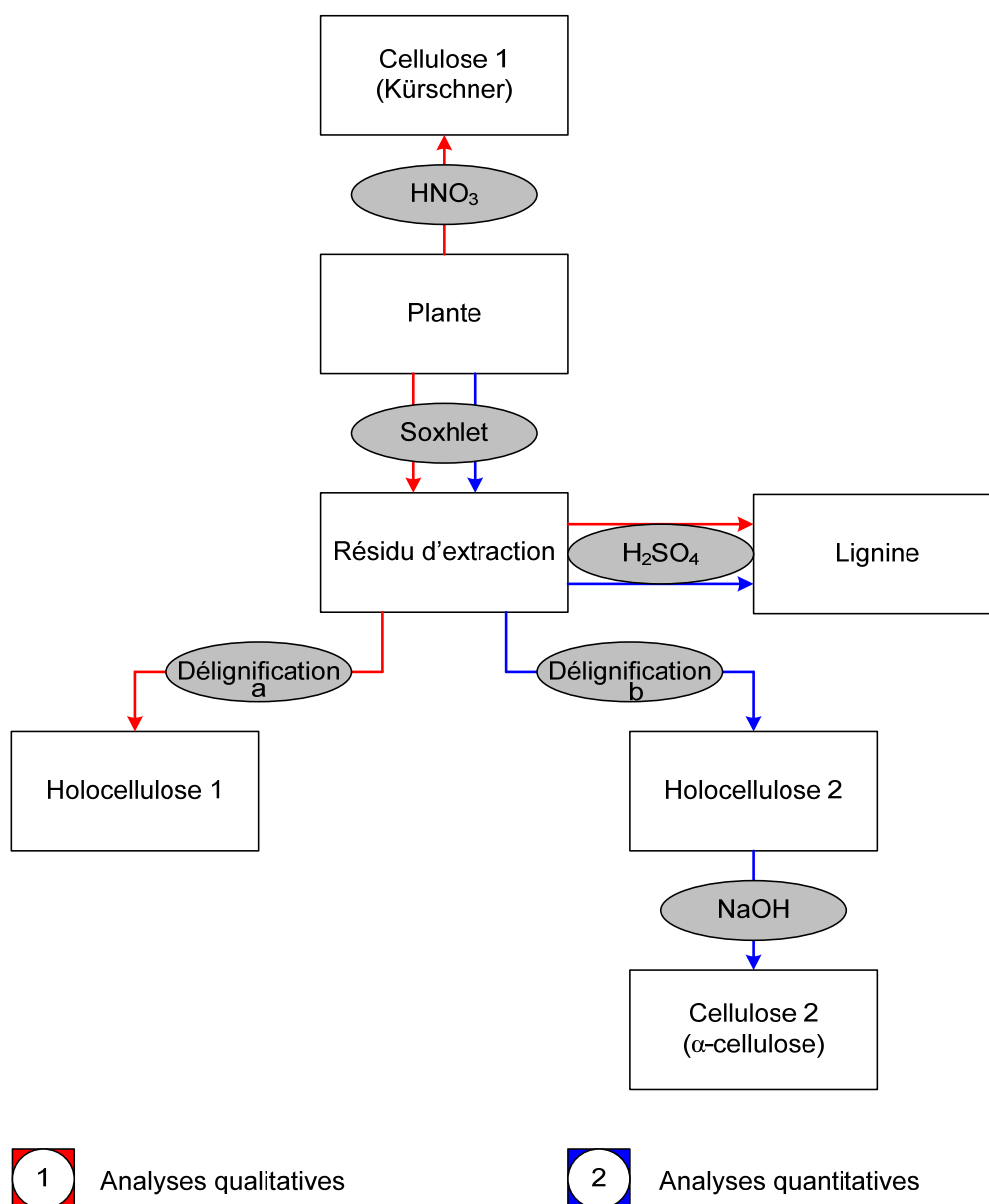 Cellulose 1
(Kürschner)
HNO₃
Plante
Soxhlet
Résidu d’extraction
H₂SO₄
Lignine
Délignification
a
Délignification
b
Holocellulose 1
Holocellulose 2
NaOH
Cellulose 2
(α-cellulose)
1 Analyses qualitatives
2 Analyses quantitatives